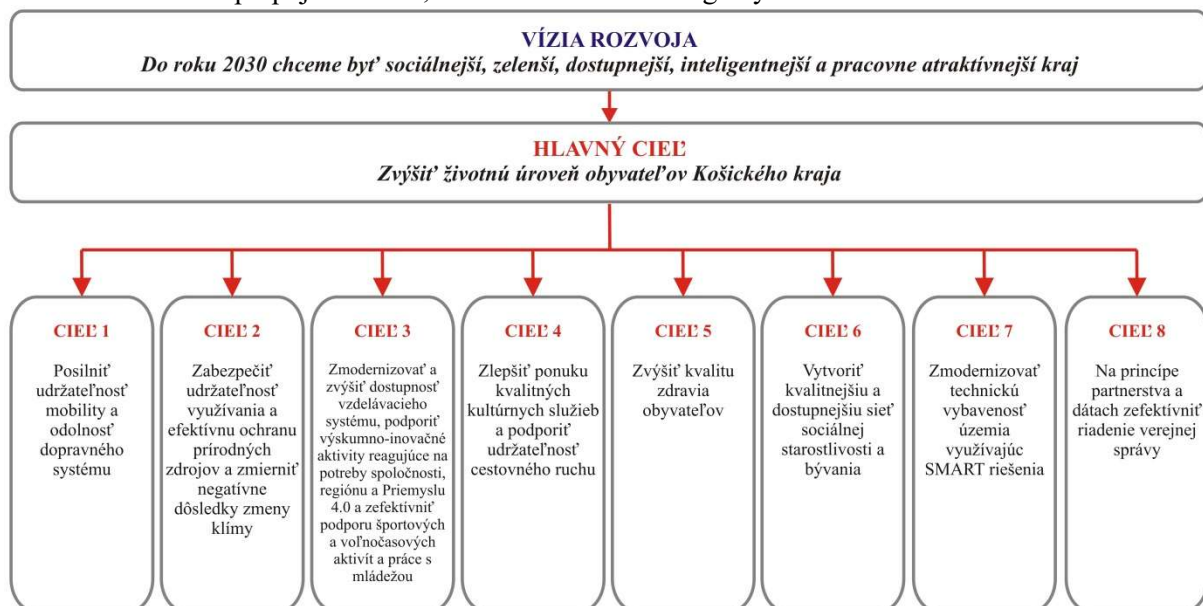 VÍZIA ROZVOJA
Do roku 2030 chceme byť sociálnejší, zelenší, dostupnejší, inteligentnejší a pracovne atraktívnejší kraj
HLAVNÝ CIEĽ
Zvýšiť životnú úroveň obyvateľov Košického kraja
CIEĽ 1
Posilniť
udržateľnosť
mobility a
odolnosť
dopravného
systému
CIEĽ 2
Zabezpečiť
udržateľnosť
využívania a
efektívnu ochranu
prírodných
zdrojov a zmierniť
negatívne
dôsledky zmeny
klímy
CIEĽ 3
Zmodernizovať a
zvýšiť dostupnosť
vzdelávacieho
systému, podporiť
výskumno-inovačné
aktivity reagujúce na
potreby spoločnosti,
regiónu a Priemyslu
4.0 a zefektívniť
podporu športových
a voľnočasových
aktivít a práce s
mládežou
CIEĽ 4
Zlepšiť ponuku
kvalitných
kultúrnych služieb
a podporiť
udržateľnosť
cestovného ruchu
CIEĽ 5
Zvýšiť kvalitu
zdravia
obyvateľov
CIEĽ 6
Vytvoriť
kvalitnejšiu a
dostupnejšiu sieť
sociálnej
starostlivosti a
bývania
CIEĽ 7
Zmodernizovať
technickú
vybavenosť
územia
využívajúc
SMART riešenia
CIEĽ 8
Na princípe
partnerstva a
dátach zefektívniť
riadenie verejnej
správy